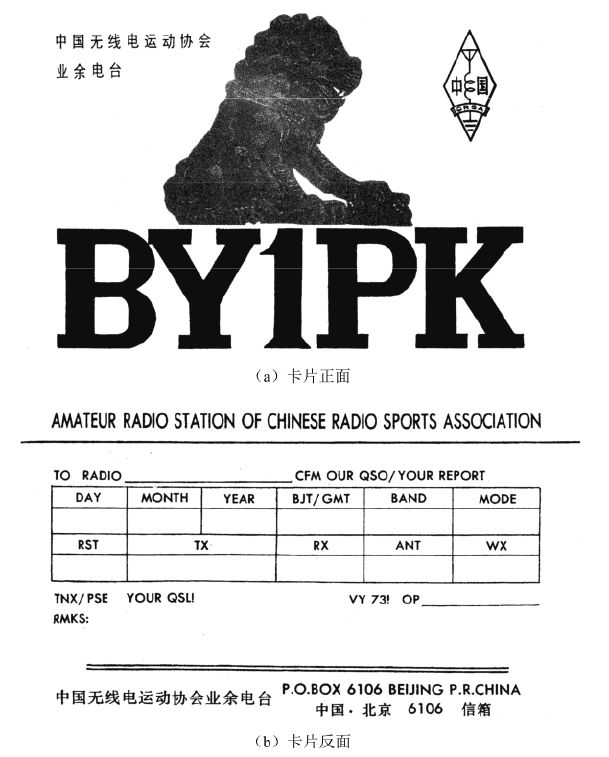 中国无线电运动协会
业余电台
中 国
CRSA
BY1PK
（a）卡片正面
AMATEUR RADIO STATION OF CHINESE RADIO SPORTS ASSOCIATION
TO RADIO CFM OUR QSO/YOUR REPORT
DAY MONTH YEAR BJT/GMT BAND MODE
RST TX RX ANT WX
TNX/PSE YOUR QSL! VY 73! OP
RMKS:
中国无线电运动协会业余电台 P.O.BOX 6106 BEIJING P.R.CHINA
中国·北京 6106 信箱
（b）卡片反面